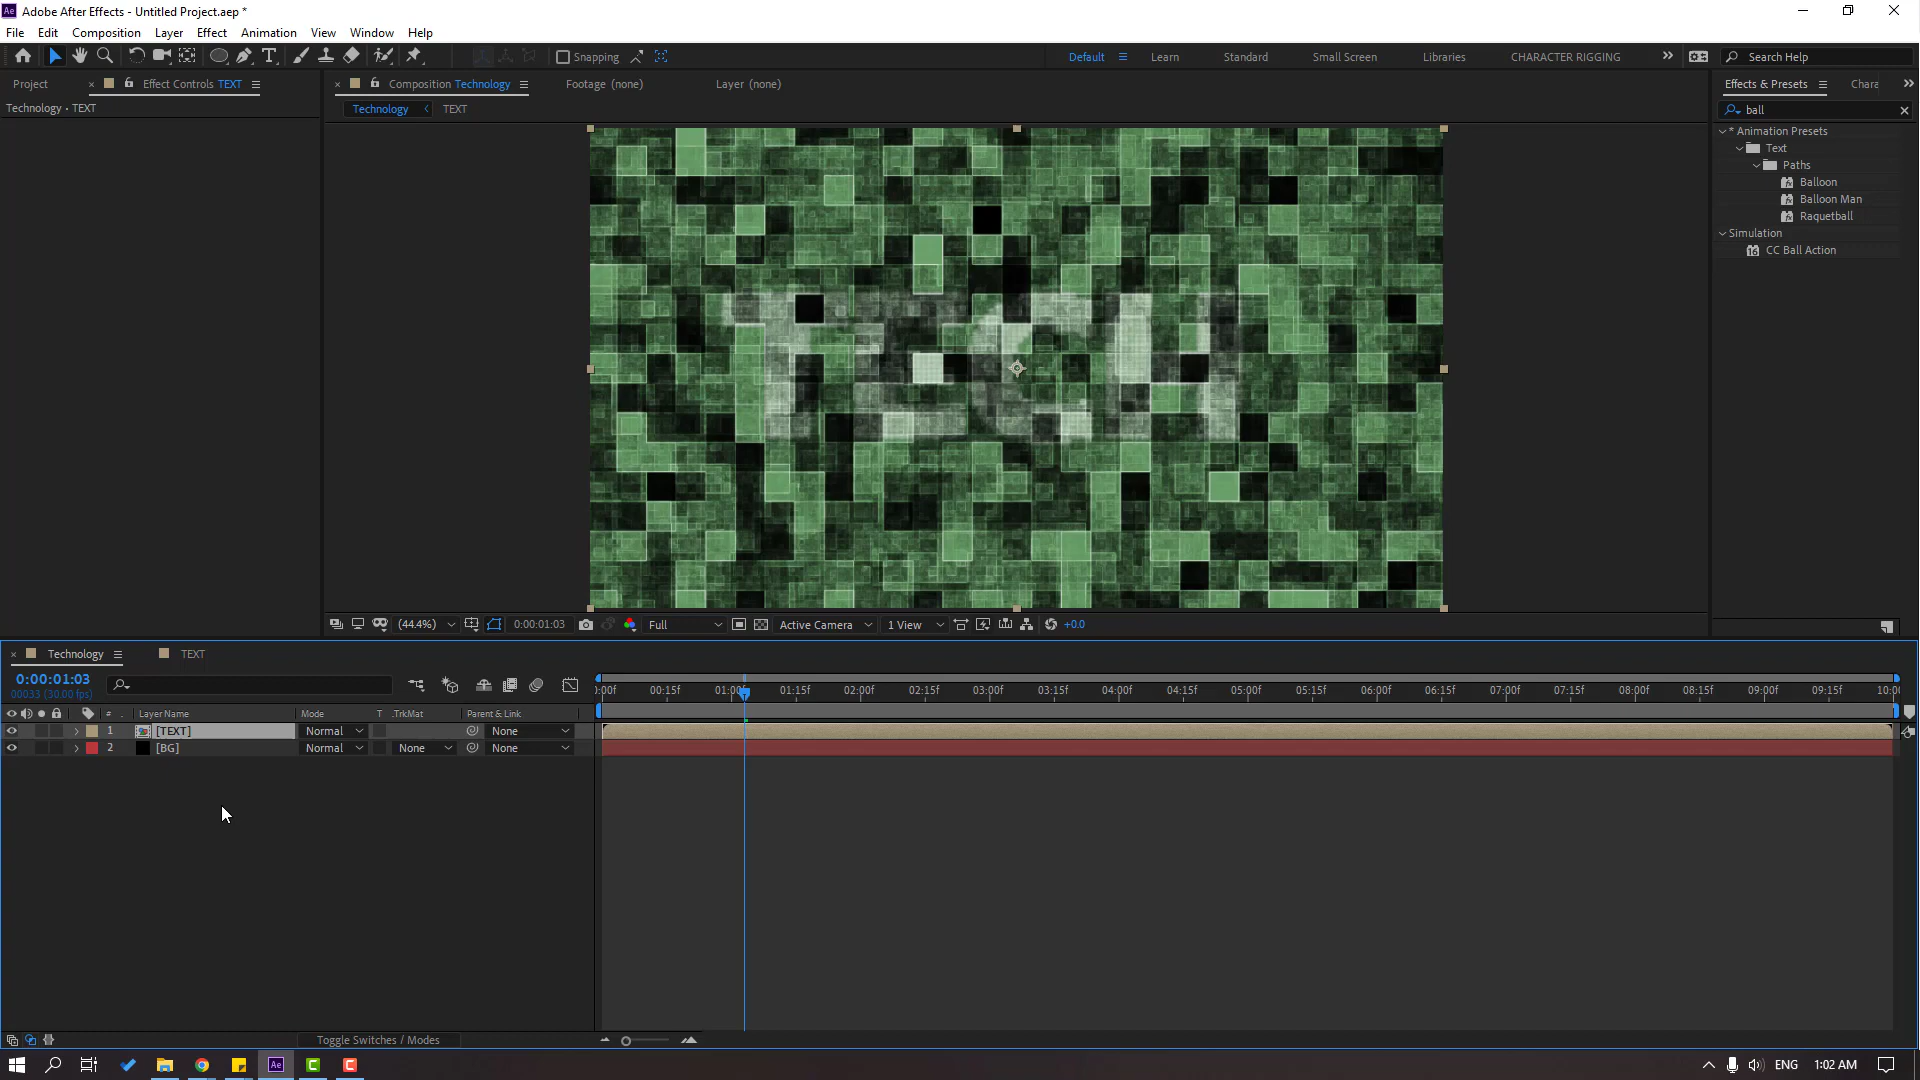 Adobe After Effects - Untitled Project.aep *
File Edit Composition Layer Effect Animation View Window Help
Snapping
Default Learn Standard Small Screen Libraries CHARACTER RIGGING Search Help
Project Effect Controls TEXT Composition Technology Footage (none) Layer (none) Effects & Presets Chara
Technology • TEXT
Technology TEXT
ball
* Animation Presets
Text
Paths
Balloon
Balloon Man
Raquetball
Simulation
CC Ball Action
TECH
(44.4%) 0:00:01:03 Full Active Camera 1 View +0.0
Technology TEXT
0:00:01:03
00033 (30.00 fps)
:00f 00:15f 01:00f 01:15f 02:00f 02:15f 03:00f 03:15f 04:00f 04:15f 05:00f 05:15f 06:00f 06:15f 07:00f 07:15f 08:00f 08:15f 09:00f 09:15f 10:00
# Layer Name Mode T .TrkMat Parent & Link
1 [TEXT] Normal None
2 [BG] Normal None None
Toggle Switches / Modes
Ae ENG 1:02 AM